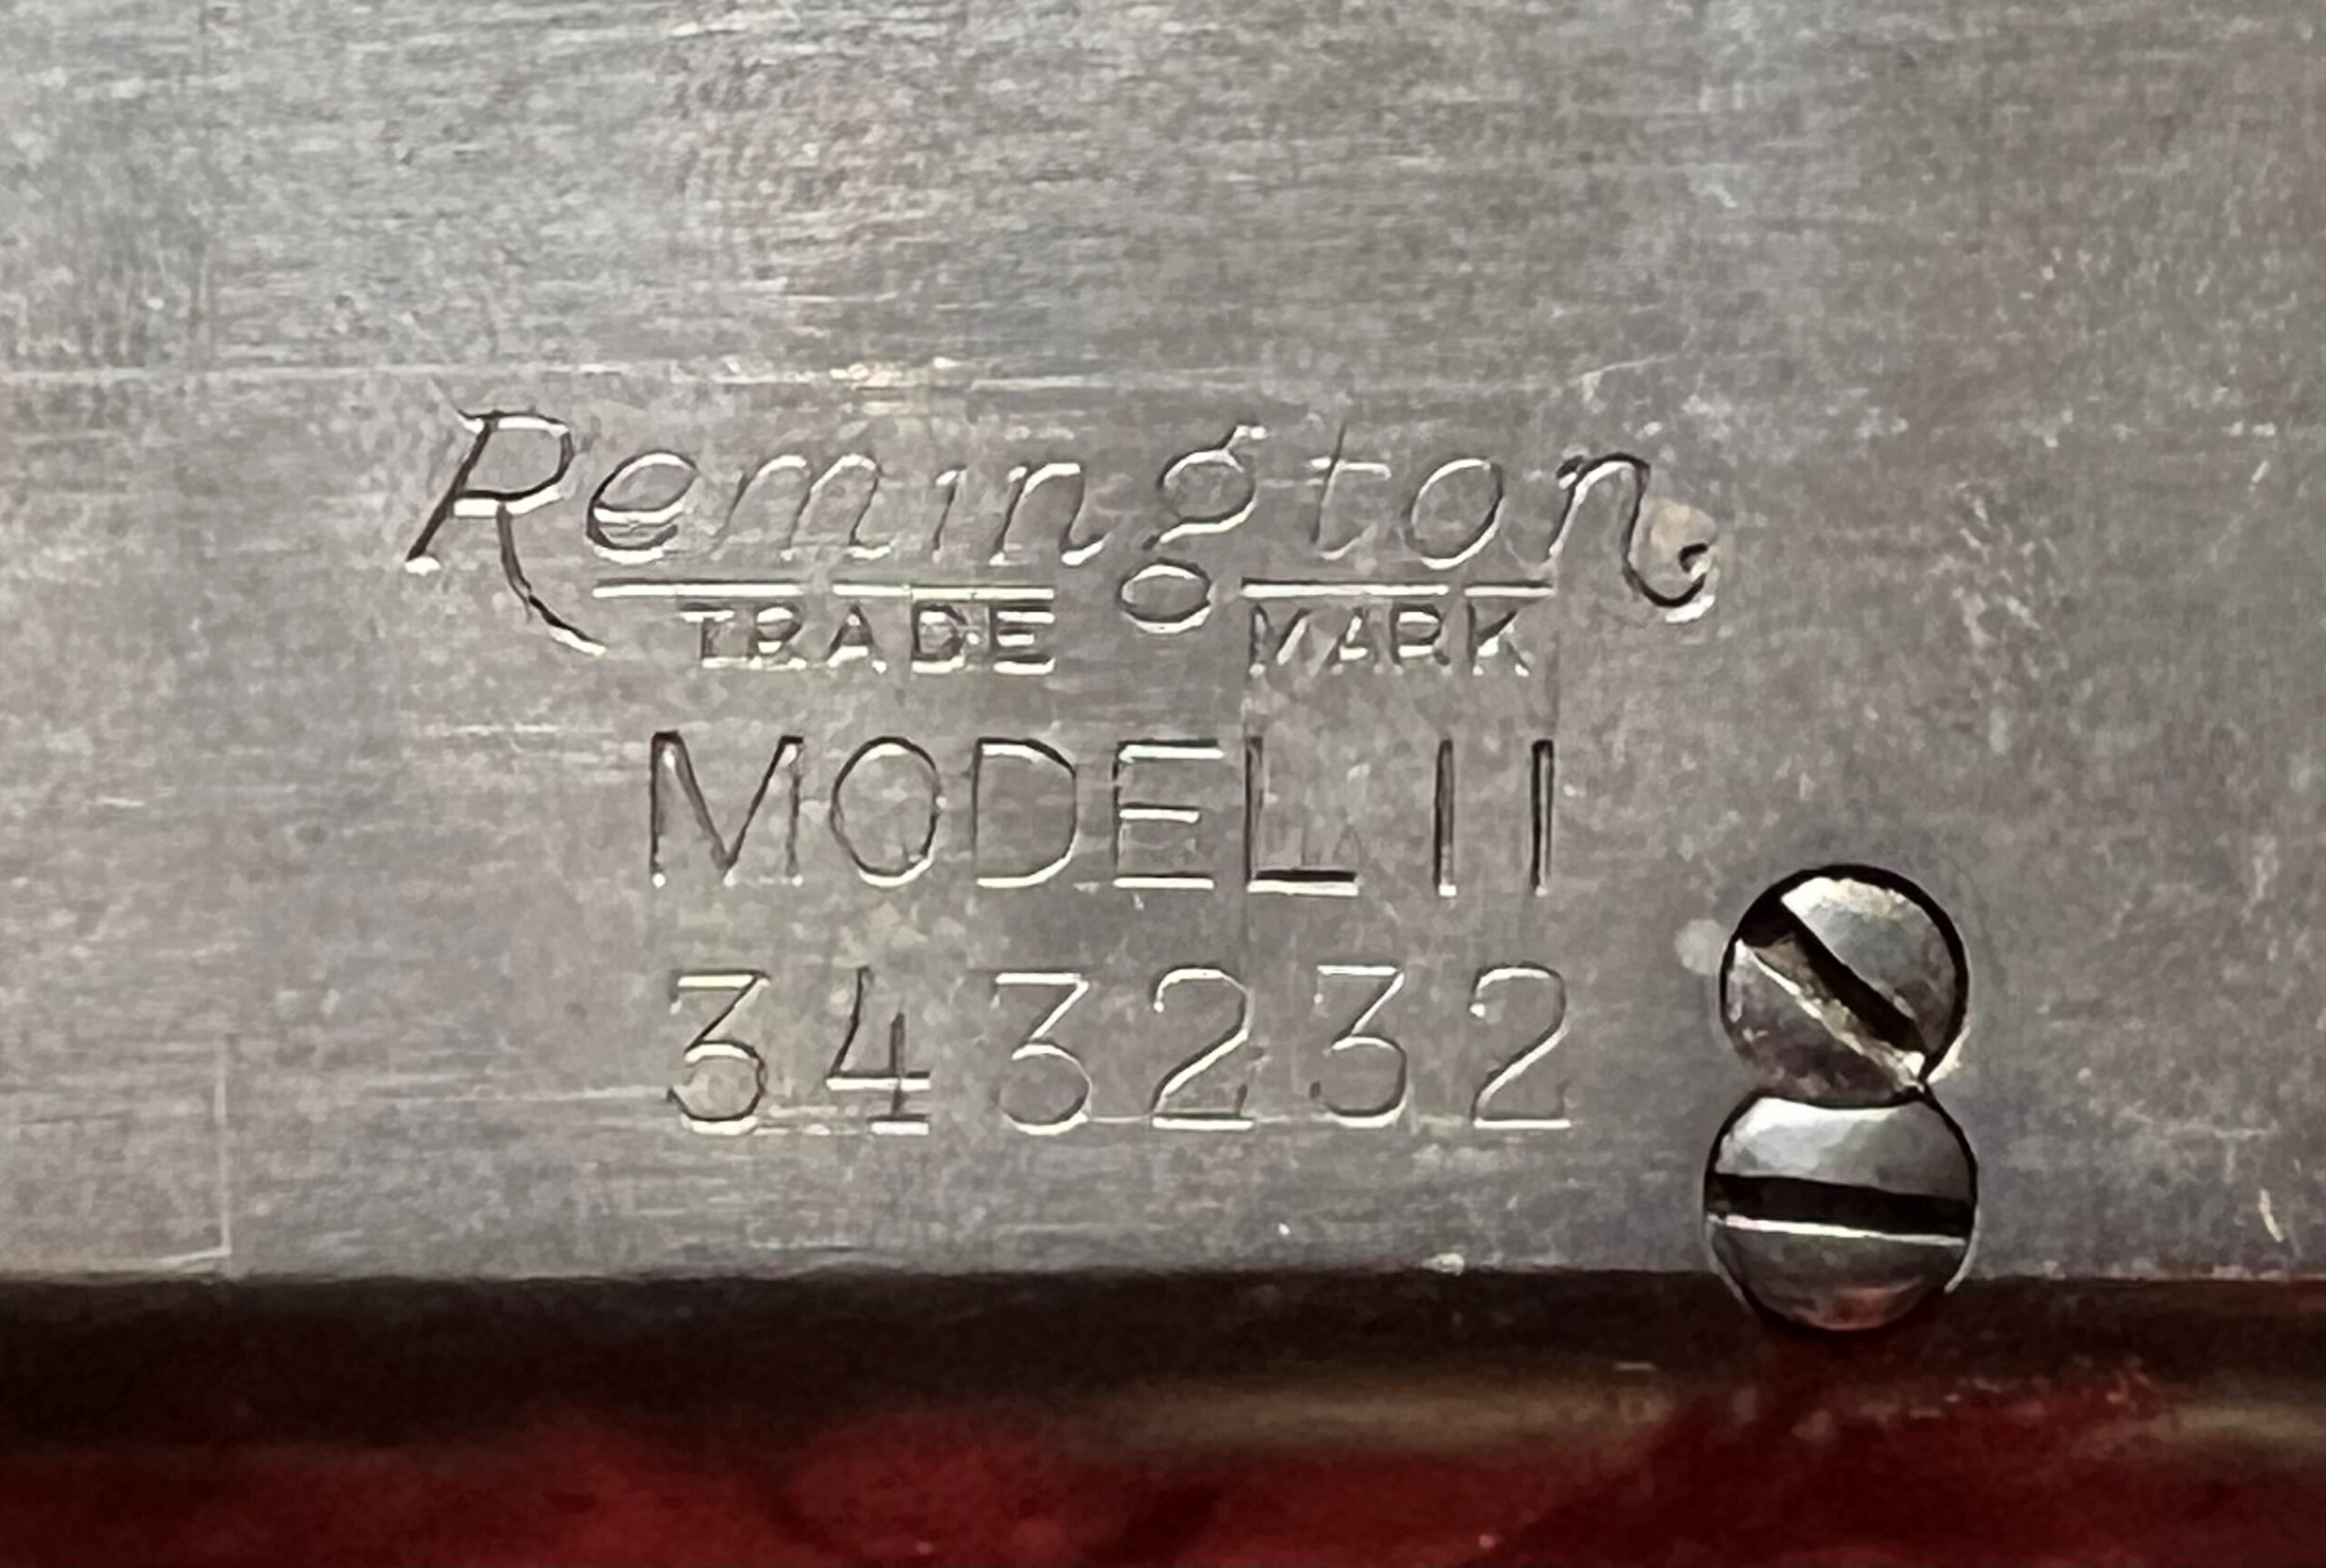 Remington
TRADE MARK
MODEL 11
343232